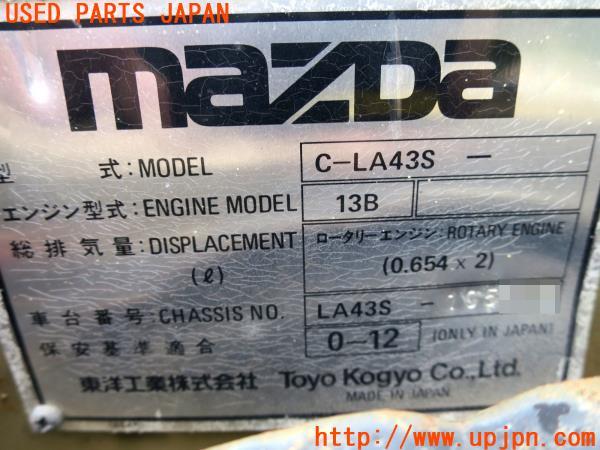 USED PARTS JAPAN
mazda
型 式:MODEL C-LA43S -
エンジン型式:ENGINE MODEL 13B
総排気量:DISPLACEMENT ロータリーエンジン:ROTARY ENGINE
(ℓ) (0.654 x 2)
車台番号:CHASSIS NO. LA43S -
保安基準適合 0-12 (ONLY IN JAPAN)
東洋工業株式会社 Toyo Kogyo Co.,Ltd.
MADE IN JAPAN
http://www.upjpn.com/